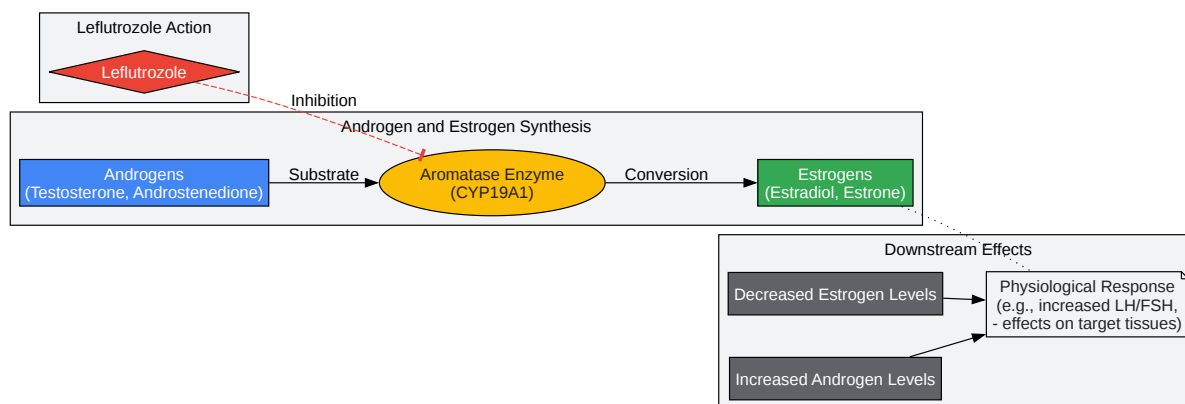 Leflutrozole Action
Leflutrozole
Inhibition
Androgen and Estrogen Synthesis
Androgens
(Testosterone, Androstenedione)
Substrate
Aromatase Enzyme
(CYP19A1)
Conversion
Estrogens
(Estradiol, Estrone)
Downstream Effects
Decreased Estrogen Levels
Physiological Response
(e.g., increased LH/FSH,
- effects on target tissues)
Increased Androgen Levels